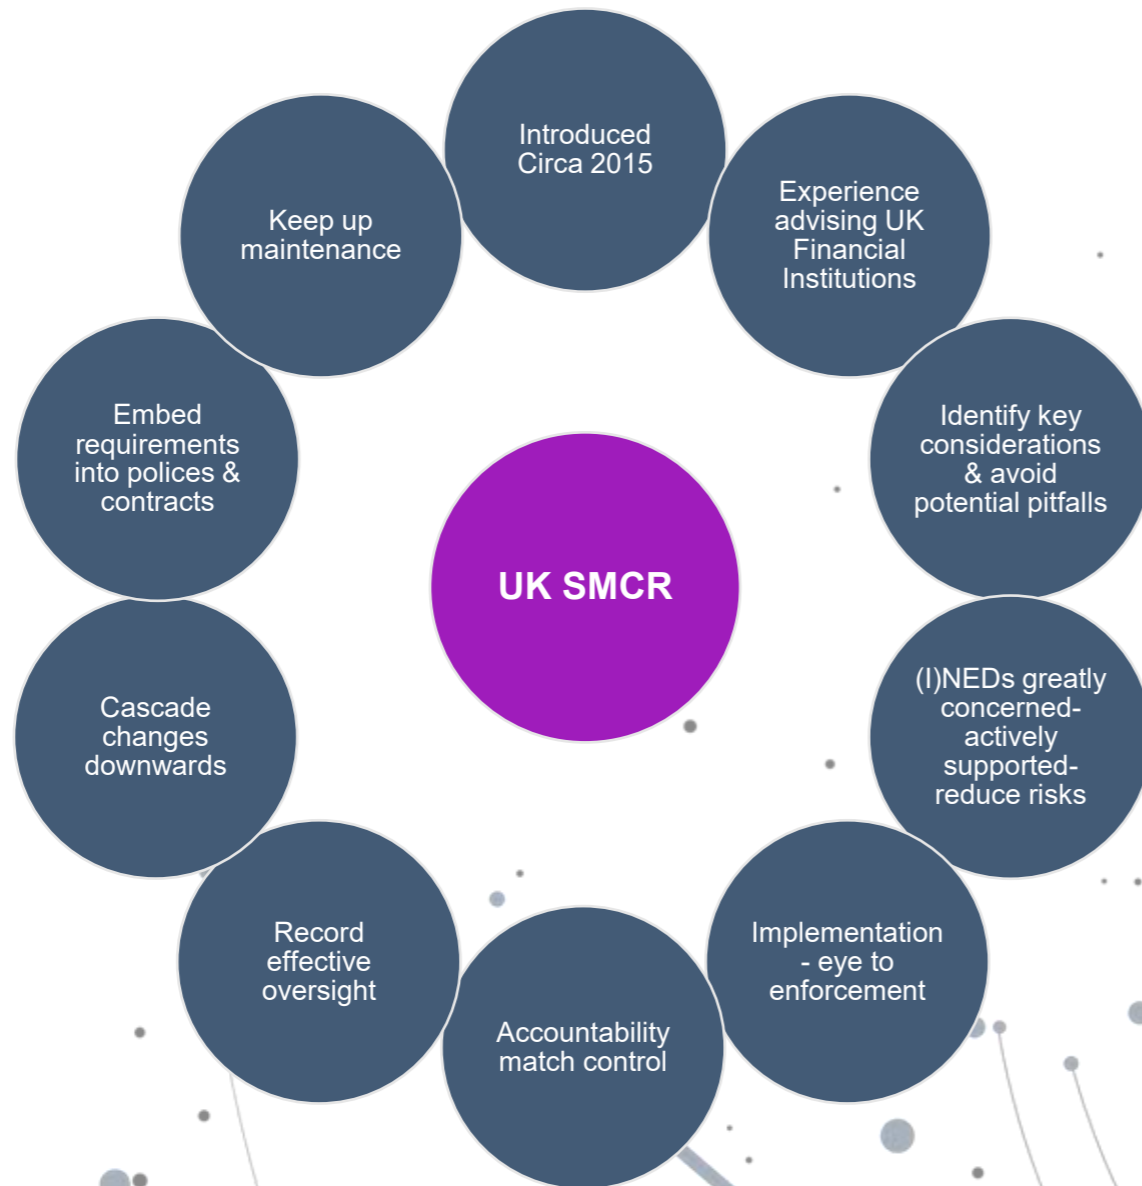 Introduced
Circa 2015
Experience
advising UK
Financial
Institutions
Identify key
considerations
& avoid
potential pitfalls
(I)NEDs greatly
concerned-
actively
supported-
reduce risks
Implementation
- eye to
enforcement
Accountability
match control
Record
effective
oversight
Cascade
changes
downwards
Embed
requirements
into polices &
contracts
Keep up
maintenance
UK SMCR